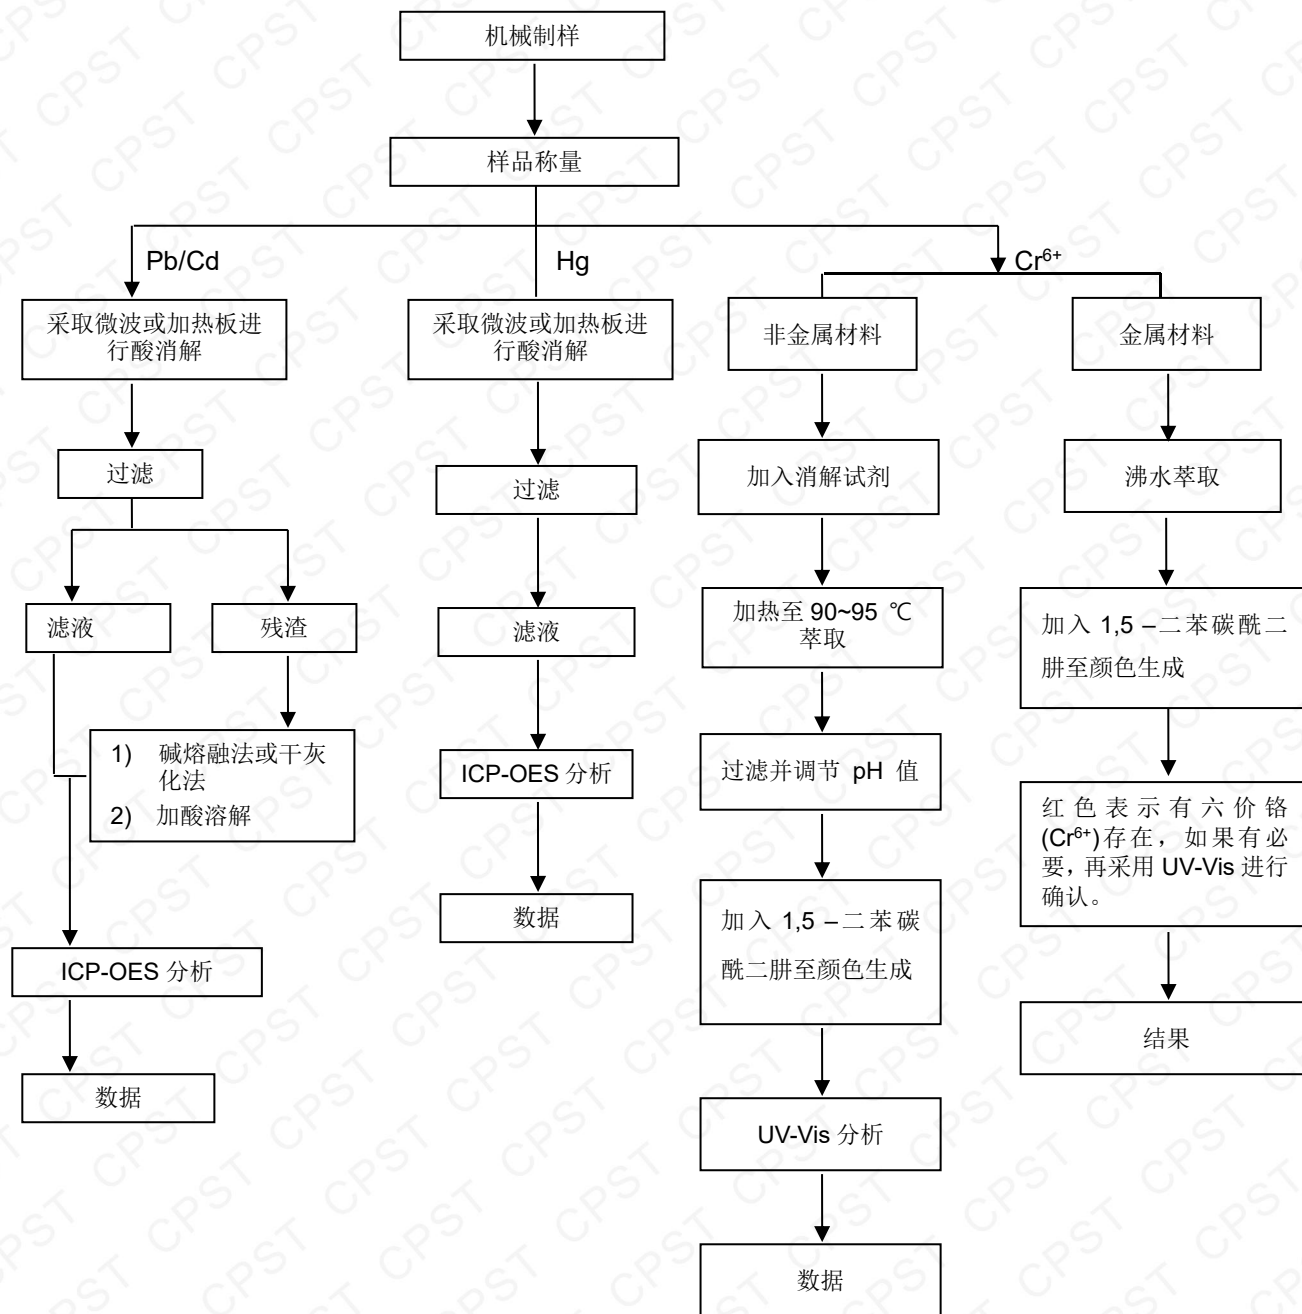 机械制样
样品称量
Pb/Cd
Hg
Cr⁶⁺
采取微波或加热板进
行酸消解
过滤
滤液
残渣
1) 碱熔融法或干灰
化法
2) 加酸溶解
ICP-OES 分析
数据
采取微波或加热板进
行酸消解
过滤
滤液
ICP-OES 分析
数据
非金属材料
加入消解试剂
加热至 90~95 ℃
萃取
过滤并调节 pH 值
加入 1,5 –二苯碳
酰二肼至颜色生成
UV-Vis 分析
数据
金属材料
沸水萃取
加入 1,5 –二苯碳酰二
肼至颜色生成
红色表示有六价铬
(Cr⁶⁺)存在，如果有必
要，再采用 UV-Vis 进行
确认。
结果
CPST